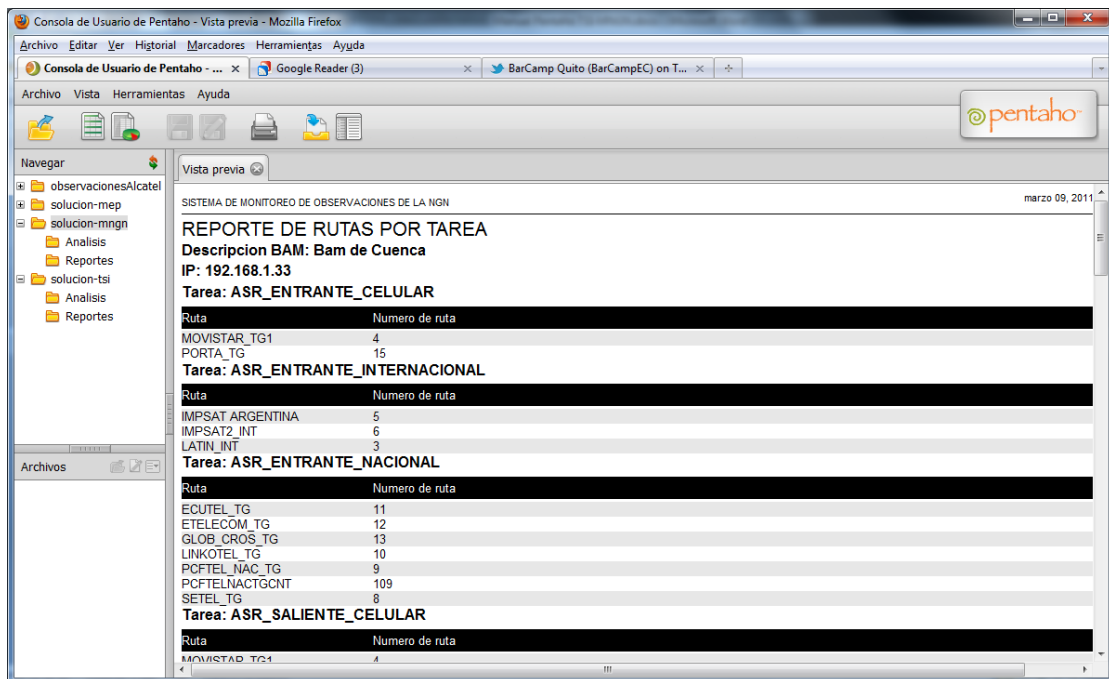 Consola de Usuario de Pentaho - Vista previa - Mozilla Firefox
Archivo Editar Ver Historial Marcadores Herramientas Ayuda
Consola de Usuario de Pentaho - ... Google Reader (3) BarCamp Quito (BarCampEC) on T...
Archivo Vista Herramientas Ayuda
pentaho
Navegar
observacionesAlcatel
solucion-mep
solucion-mngn
Analisis
Reportes
solucion-tsi
Analisis
Reportes
Archivos
Vista previa
SISTEMA DE MONITOREO DE OBSERVACIONES DE LA NGN marzo 09, 2011
REPORTE DE RUTAS POR TAREA
Descripcion BAM: Bam de Cuenca
IP: 192.168.1.33
Tarea: ASR_ENTRANTE_CELULAR
Ruta Numero de ruta
MOVISTAR_TG1 4
PORTA_TG 15
Tarea: ASR_ENTRANTE_INTERNACIONAL
Ruta Numero de ruta
IMPSAT ARGENTINA 5
IMPSAT2_INT 6
LATIN_INT 3
Tarea: ASR_ENTRANTE_NACIONAL
Ruta Numero de ruta
ECUTEL_TG 11
ETELECOM_TG 12
GLOB_CROS_TG 13
LINKOTEL_TG 10
PCFTEL_NAC_TG 9
PCFTELNACTGCNT 109
SETEL_TG 8
Tarea: ASR_SALIENTE_CELULAR
Ruta Numero de ruta
MOVISTAR_TG1 4